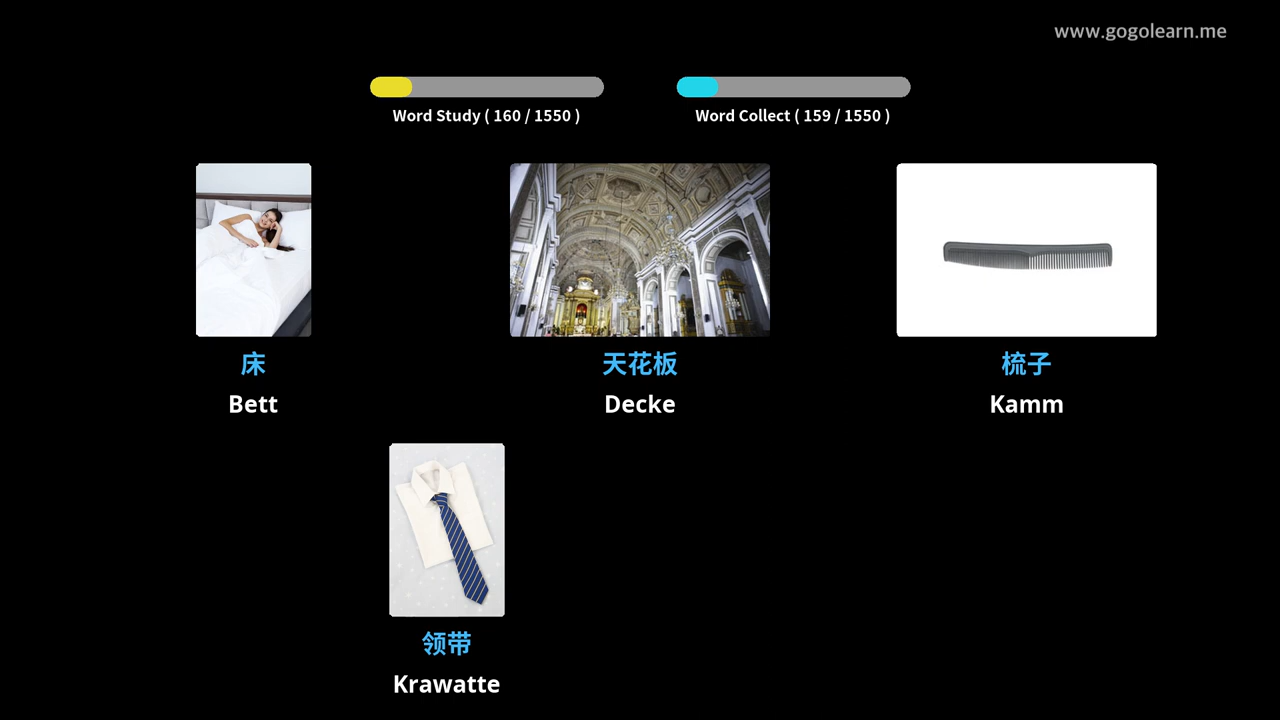 www.gogolearn.me
Word Study ( 160 / 1550 )
Word Collect ( 159 / 1550 )
床
Bett
天花板
Decke
梳子
Kamm
领带
Krawatte